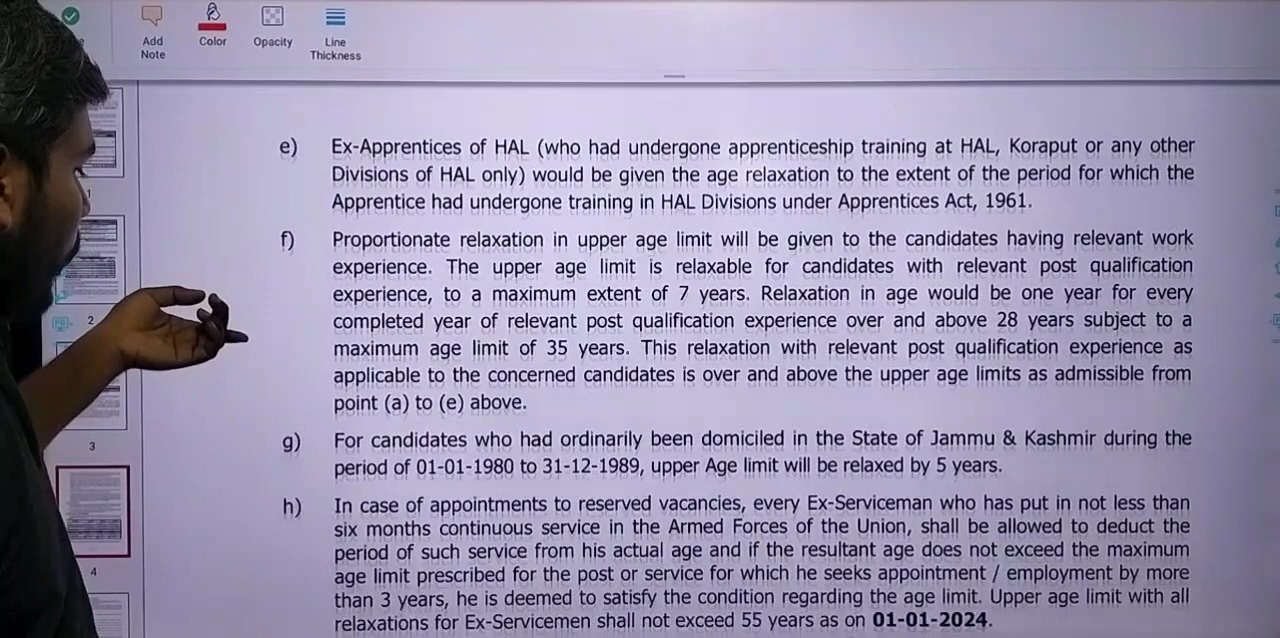 Add
Note
Color
Opacity
Line
Thickness
e) Ex-Apprentices of HAL (who had undergone apprenticeship training at HAL, Koraput or any other
Divisions of HAL only) would be given the age relaxation to the extent of the period for which the
Apprentice had undergone training in HAL Divisions under Apprentices Act, 1961.
f) Proportionate relaxation in upper age limit will be given to the candidates having relevant work
experience. The upper age limit is relaxable for candidates with relevant post qualification
experience, to a maximum extent of 7 years. Relaxation in age would be one year for every
completed year of relevant post qualification experience over and above 28 years subject to a
maximum age limit of 35 years. This relaxation with relevant post qualification experience as
applicable to the concerned candidates is over and above the upper age limits as admissible from
point (a) to (e) above.
g) For candidates who had ordinarily been domiciled in the State of Jammu & Kashmir during the
period of 01-01-1980 to 31-12-1989, upper Age limit will be relaxed by 5 years.
h) In case of appointments to reserved vacancies, every Ex-Serviceman who has put in not less than
six months continuous service in the Armed Forces of the Union, shall be allowed to deduct the
period of such service from his actual age and if the resultant age does not exceed the maximum
age limit prescribed for the post or service for which he seeks appointment / employment by more
than 3 years, he is deemed to satisfy the condition regarding the age limit. Upper age limit with all
relaxations for Ex-Servicemen shall not exceed 55 years as on 01-01-2024.
1
2
3
4